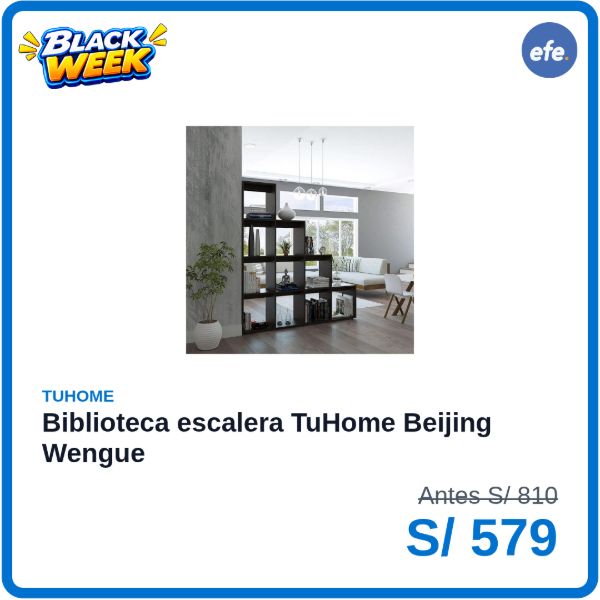 BLACK
WEEK
efe.
TUHOME
Biblioteca escalera TuHome Beijing
Wengue
Antes S/ 810
S/ 579